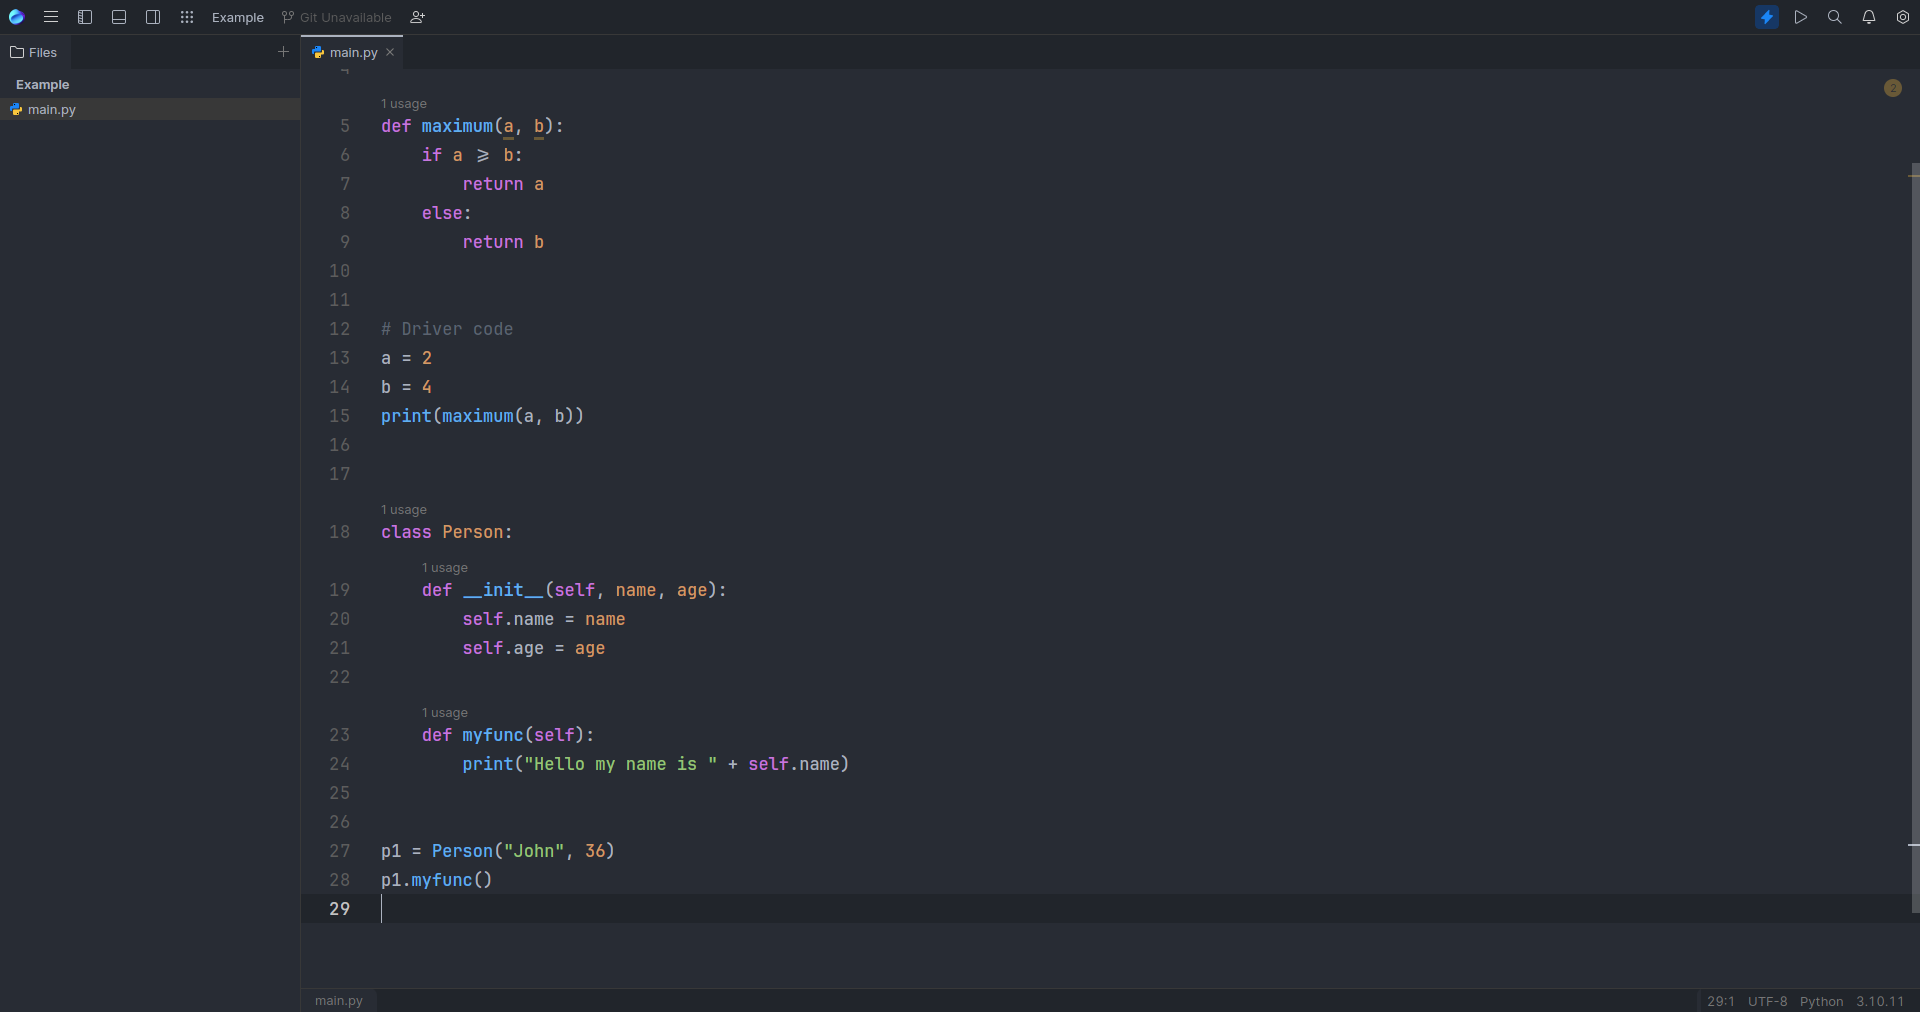 Example Git Unavailable
Files
main.py
Example
main.py
2
1 usage
5 def maximum(a, b):
6 if a >= b:
7 return a
8 else:
9 return b
10
11
12 # Driver code
13 a = 2
14 b = 4
15 print(maximum(a, b))
16
17
1 usage
18 class Person:
1 usage
19 def __init__(self, name, age):
20 self.name = name
21 self.age = age
22
1 usage
23 def myfunc(self):
24 print("Hello my name is " + self.name)
25
26
27 p1 = Person("John", 36)
28 p1.myfunc()
29
main.py
29:1 UTF-8 Python 3.10.11